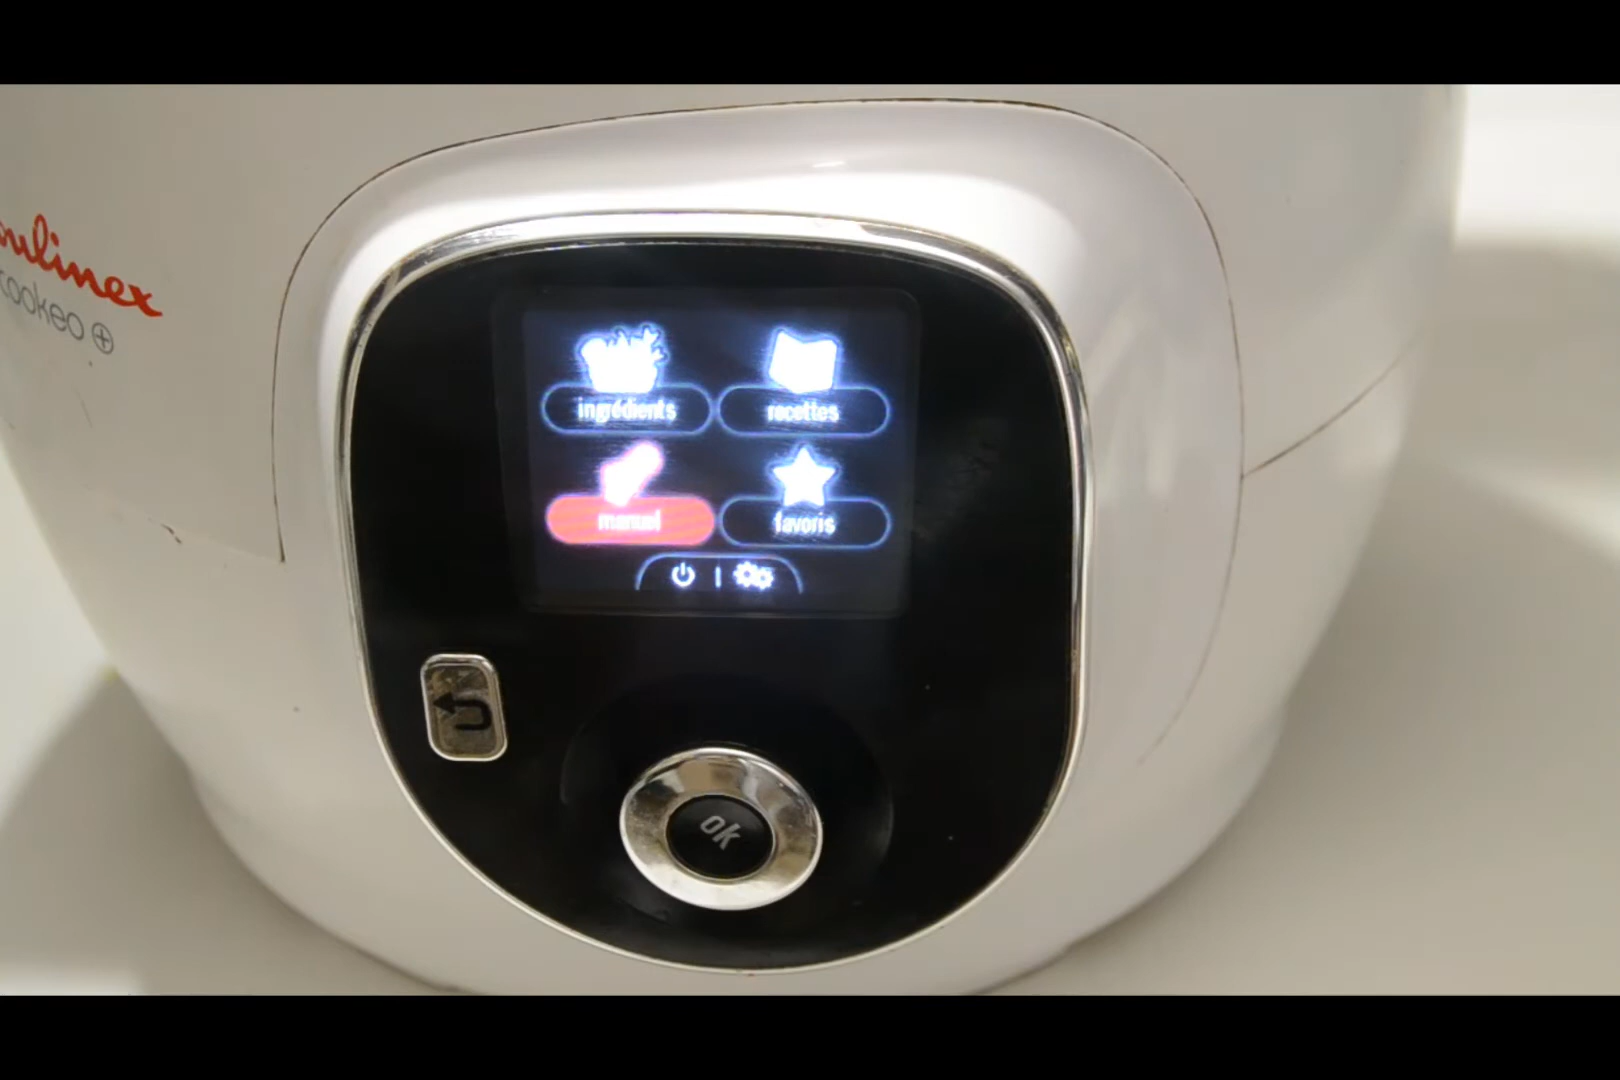 oulinex
cookeo
ingrédients
recettes
manuel
favoris
ok